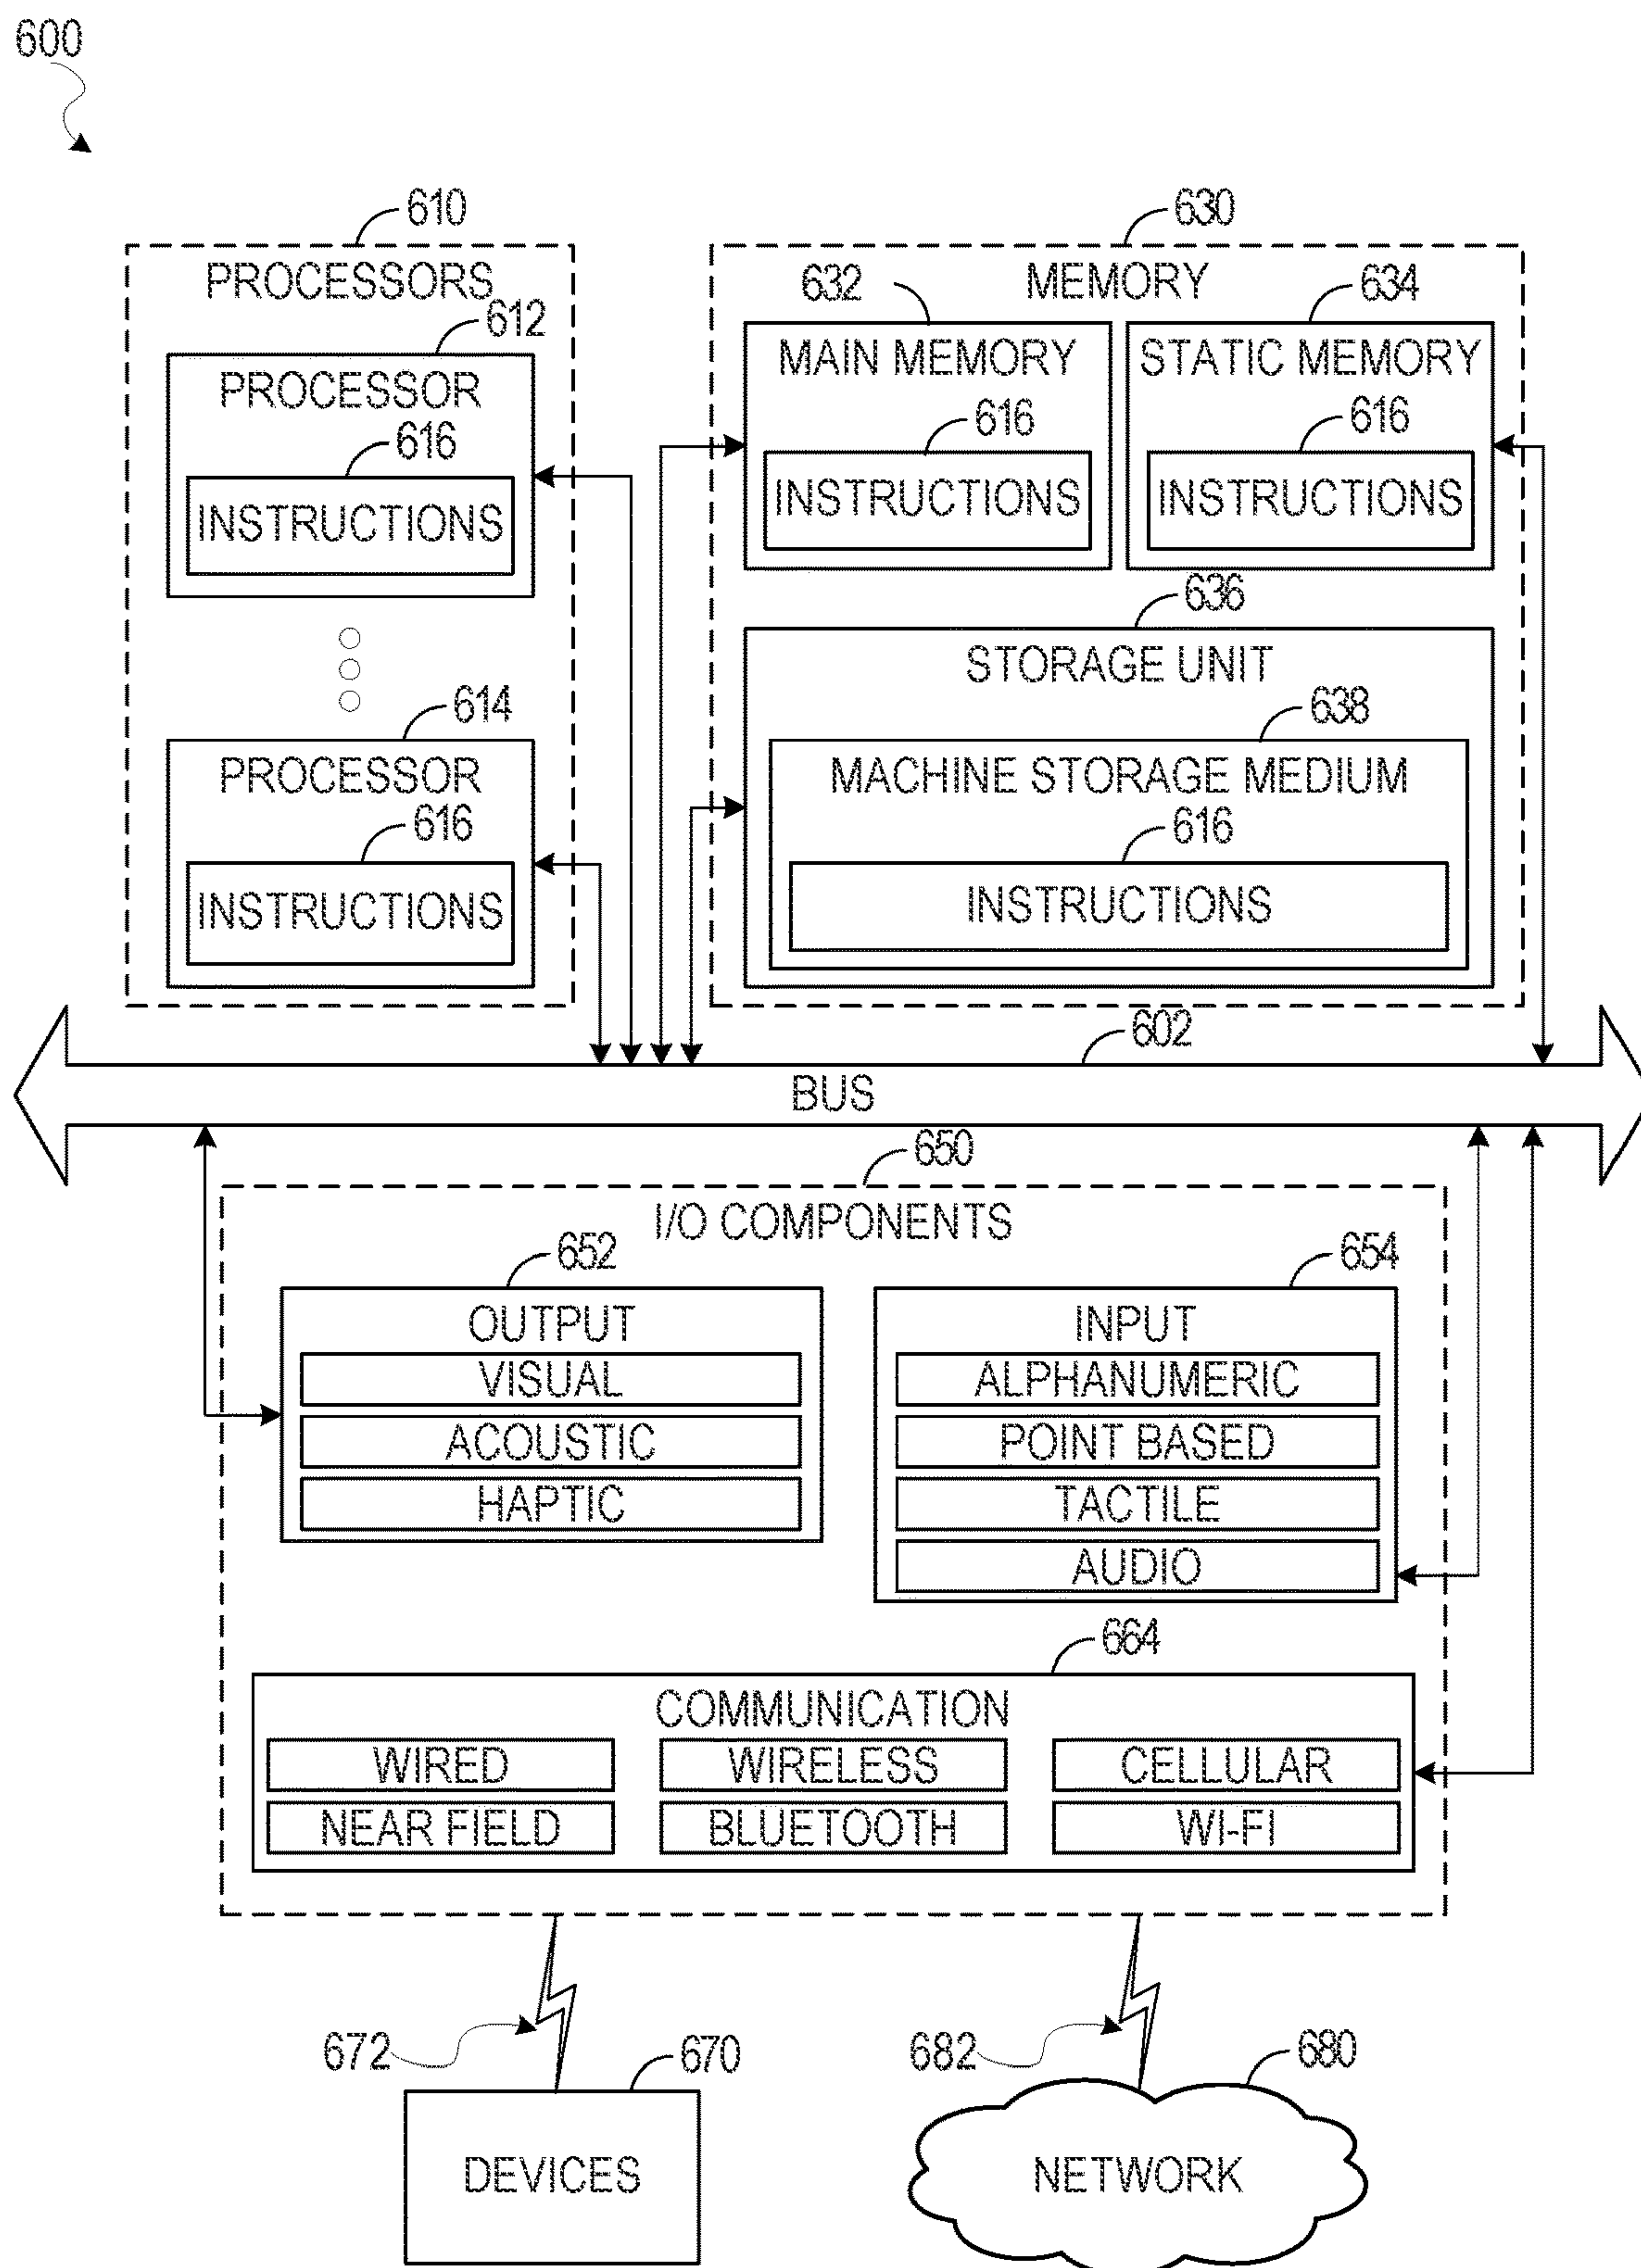 600
610
PROCESSORS
612
PROCESSOR
616
INSTRUCTIONS
614
PROCESSOR
616
INSTRUCTIONS
630
MEMORY
632
MAIN MEMORY
616
INSTRUCTIONS
634
STATIC MEMORY
616
INSTRUCTIONS
636
STORAGE UNIT
638
MACHINE STORAGE MEDIUM
616
INSTRUCTIONS
602
BUS
650
I/O COMPONENTS
652
OUTPUT
VISUAL
ACOUSTIC
HAPTIC
654
INPUT
ALPHANUMERIC
POINT BASED
TACTILE
AUDIO
664
COMMUNICATION
WIRED
WIRELESS
CELLULAR
NEAR FIELD
BLUETOOTH
WI-FI
672
670
DEVICES
682
680
NETWORK